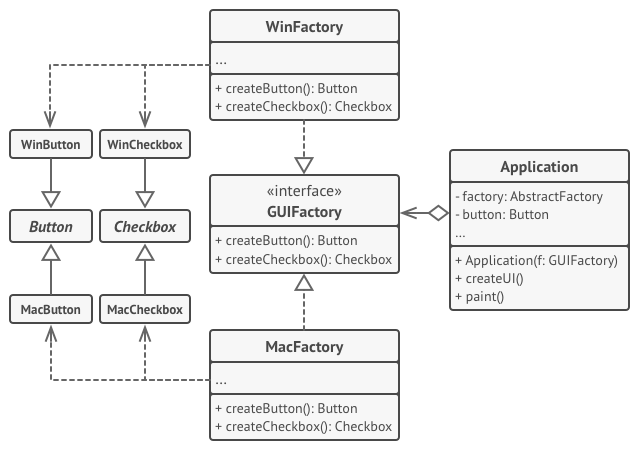 WinFactory
...
+ createButton(): Button
+ createCheckbox(): Checkbox
WinButton
WinCheckbox
Button
Checkbox
MacButton
MacCheckbox
«interface»
GUIFactory
+ createButton(): Button
+ createCheckbox(): Checkbox
Application
- factory: AbstractFactory
- button: Button
...
+ Application(f: GUIFactory)
+ createUI()
+ paint()
MacFactory
...
+ createButton(): Button
+ createCheckbox(): Checkbox